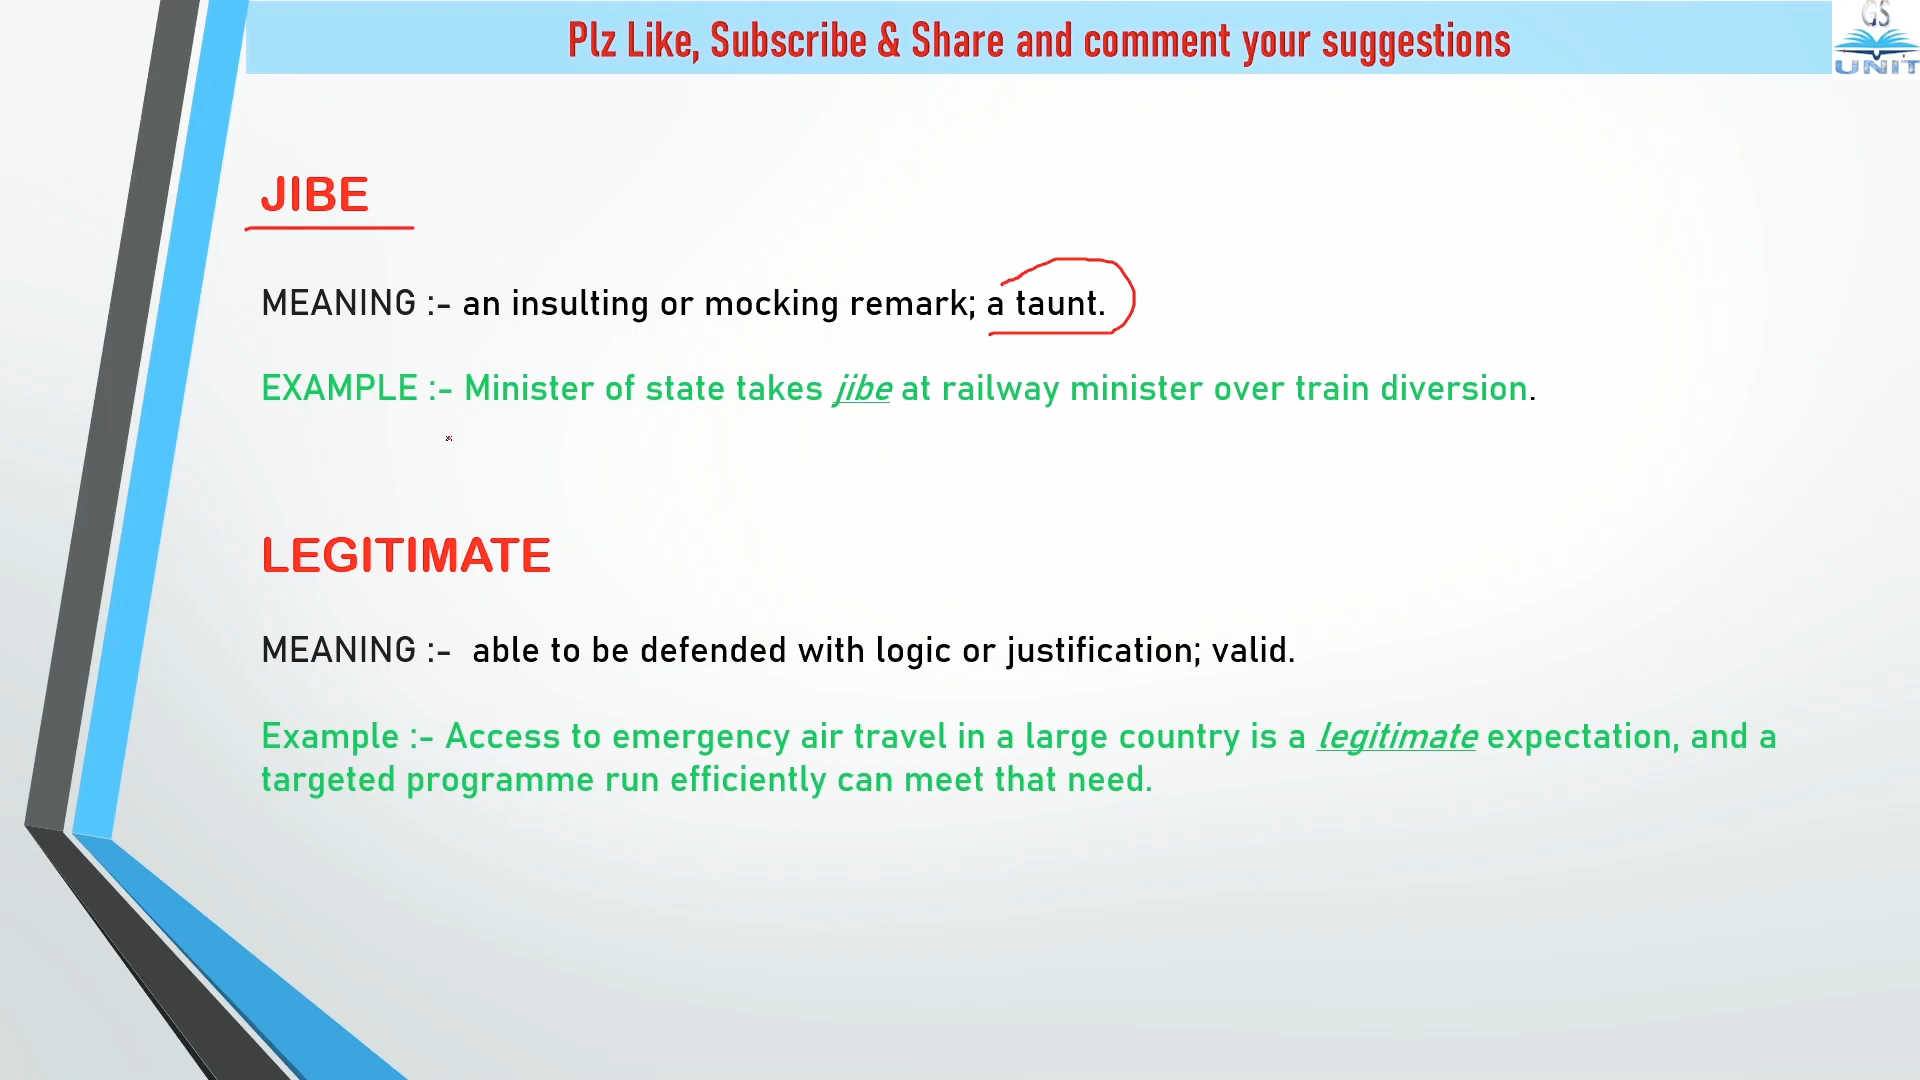 Plz Like, Subscribe & Share and comment your suggestions
GS
UNIT
JIBE
MEANING :- an insulting or mocking remark; a taunt.
EXAMPLE :- Minister of state takes jibe at railway minister over train diversion.
LEGITIMATE
MEANING :- able to be defended with logic or justification; valid.
Example :- Access to emergency air travel in a large country is a legitimate expectation, and a
targeted programme run efficiently can meet that need.